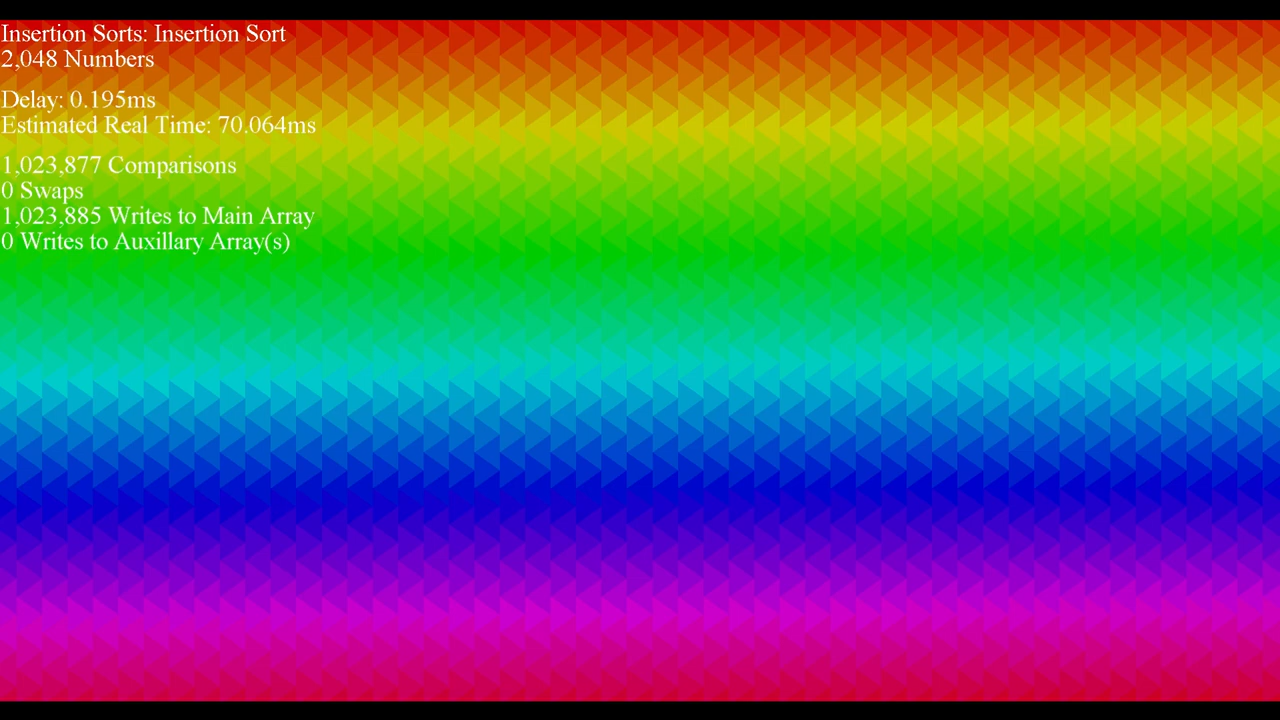 Insertion Sorts: Insertion Sort
2,048 Numbers
Delay: 0.195ms
Estimated Real Time: 70.064ms
1,023,877 Comparisons
0 Swaps
1,023,885 Writes to Main Array
0 Writes to Auxillary Array(s)